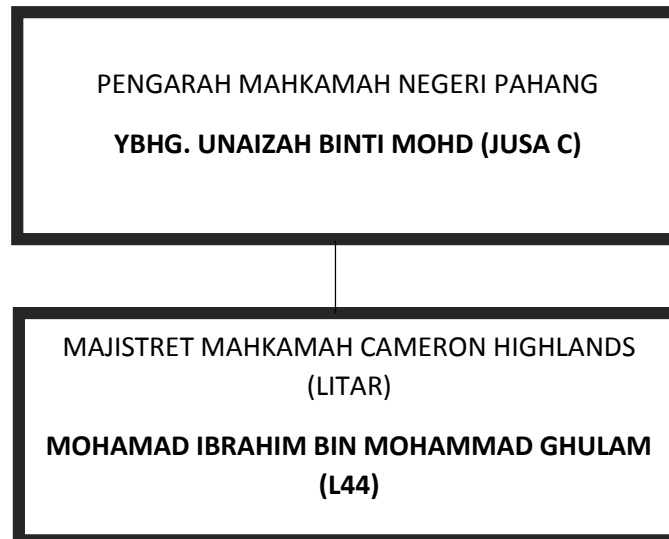 PENGARAH MAHKAMAH NEGERI PAHANG
YBHG. UNAIZAH BINTI MOHD (JUSA C)
MAJISTRET MAHKAMAH CAMERON HIGHLANDS
(LITAR)
MOHAMAD IBRAHIM BIN MOHAMMAD GHULAM
(L44)